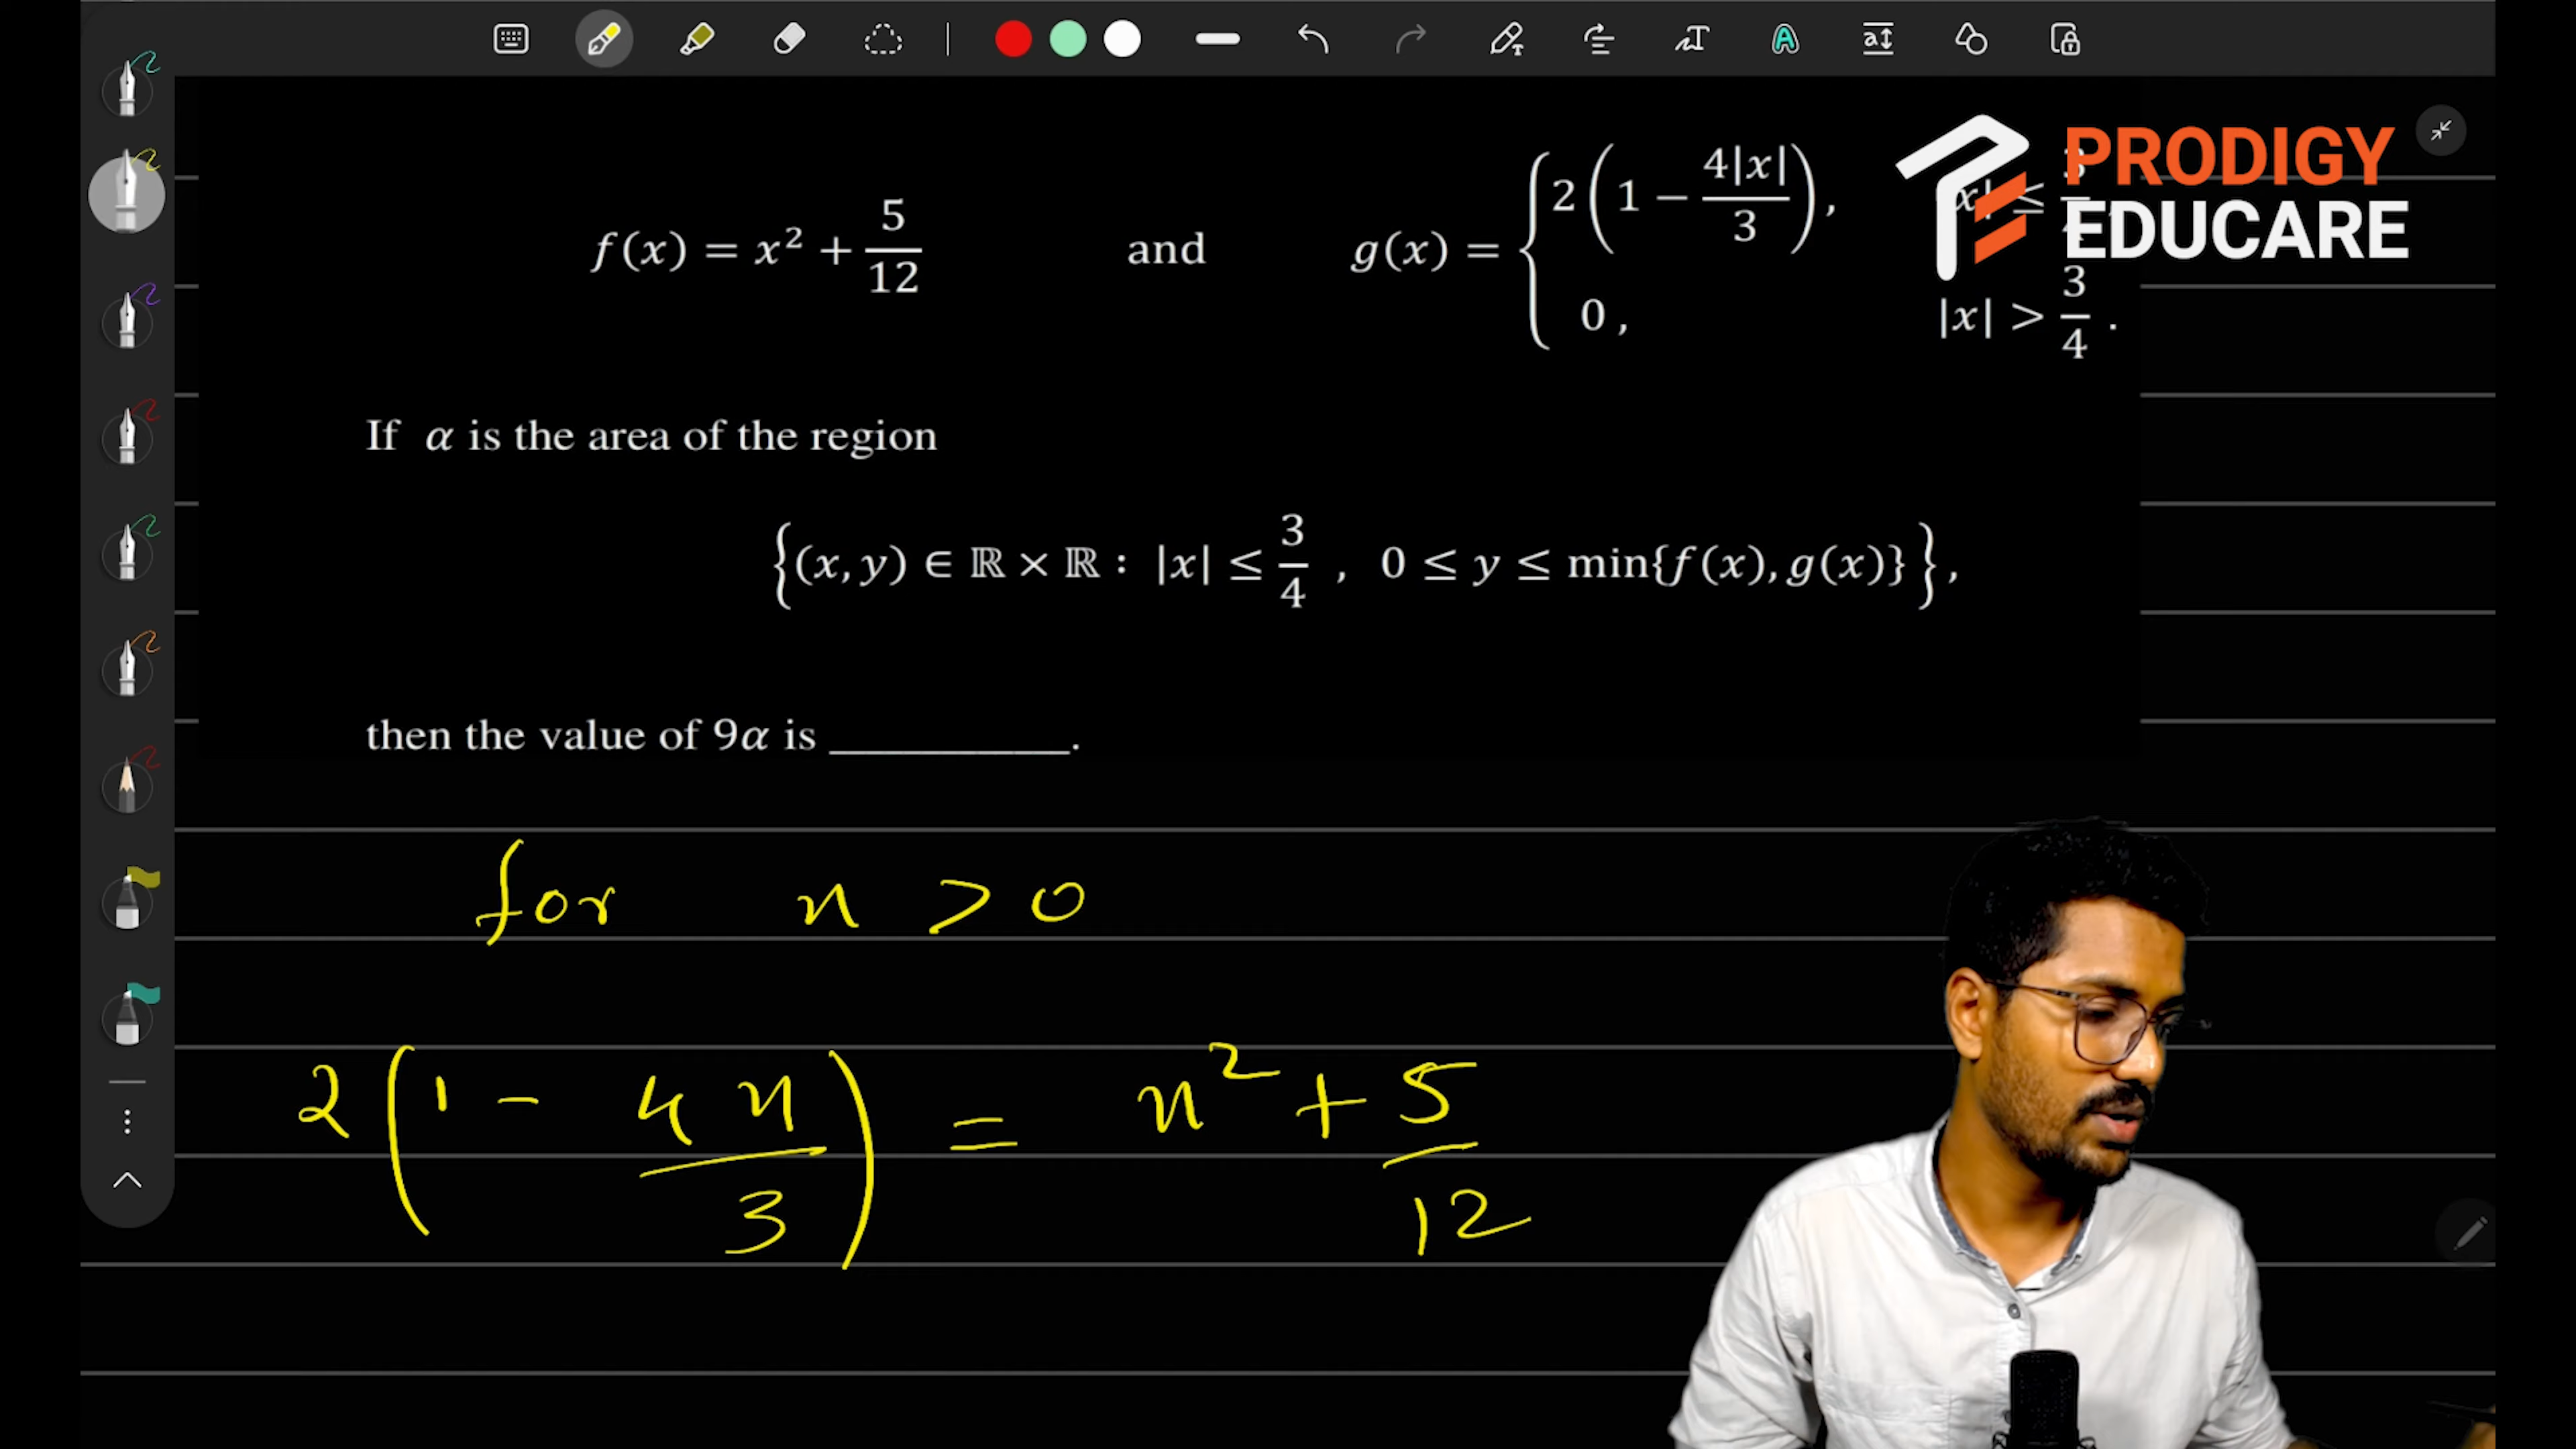 PRODIGY
EDUCARE
f(x) = x² + 5/12 and g(x) = { 2(1 − 4|x|/3), |x| ≤ 3/
0, |x| > 3/4 .
If α is the area of the region
{(x, y) ∈ ℝ × ℝ : |x| ≤ 3/4 , 0 ≤ y ≤ min{f(x), g(x)}},
then the value of 9α is ____________.
for x > 0
2(1 − 4x/3) = x² + 5/12